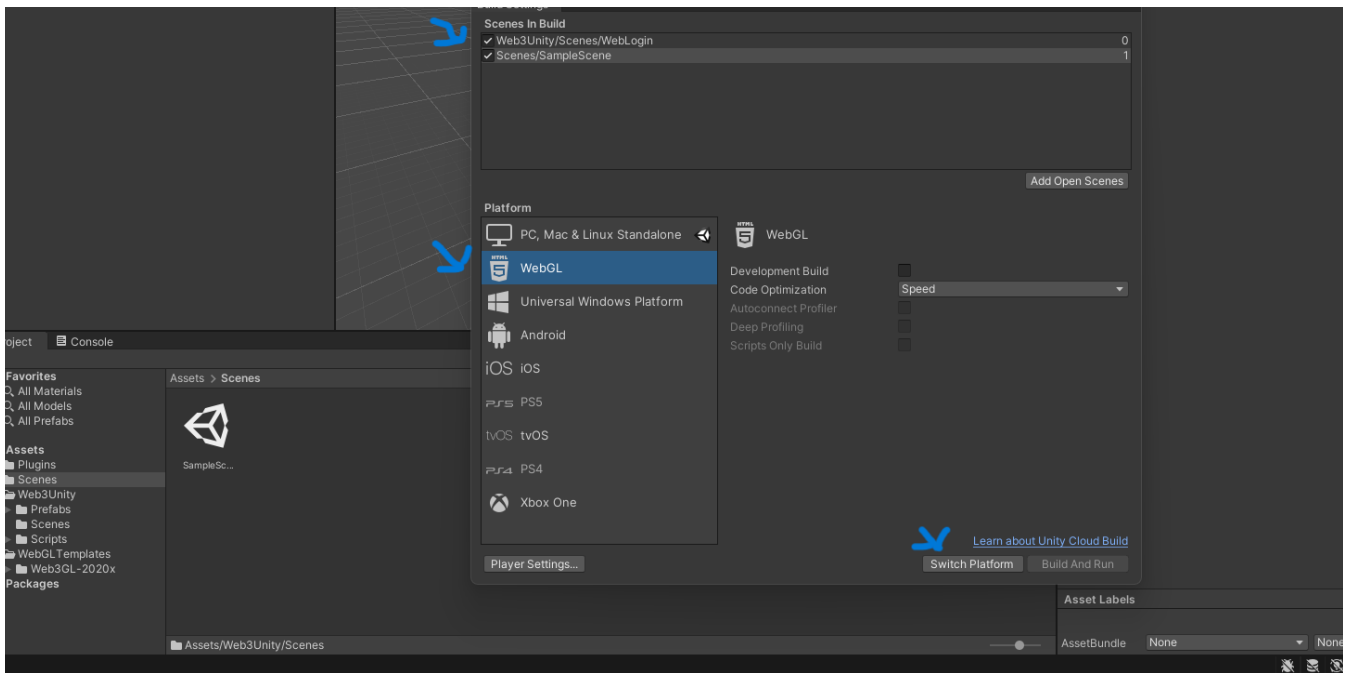 Scenes In Build
Web3Unity/Scenes/WebLogin 0
Scenes/SampleScene 1
Add Open Scenes
Platform
PC, Mac & Linux Standalone
WebGL
Universal Windows Platform
Android
iOS iOS
PS5 PS5
tvOS tvOS
PS4 PS4
Xbox One
HTML 5 WebGL
Development Build
Code Optimization Speed
Autoconnect Profiler
Deep Profiling
Scripts Only Build
Learn about Unity Cloud Build
Player Settings...
Switch Platform Build And Run
oject Console
Favorites
All Materials
All Models
All Prefabs
Assets
Plugins
Scenes
Web3Unity
Prefabs
Scenes
Scripts
WebGLTemplates
Web3GL-2020x
Packages
Assets > Scenes
SampleSc...
Assets/Web3Unity/Scenes
Asset Labels
AssetBundle None None